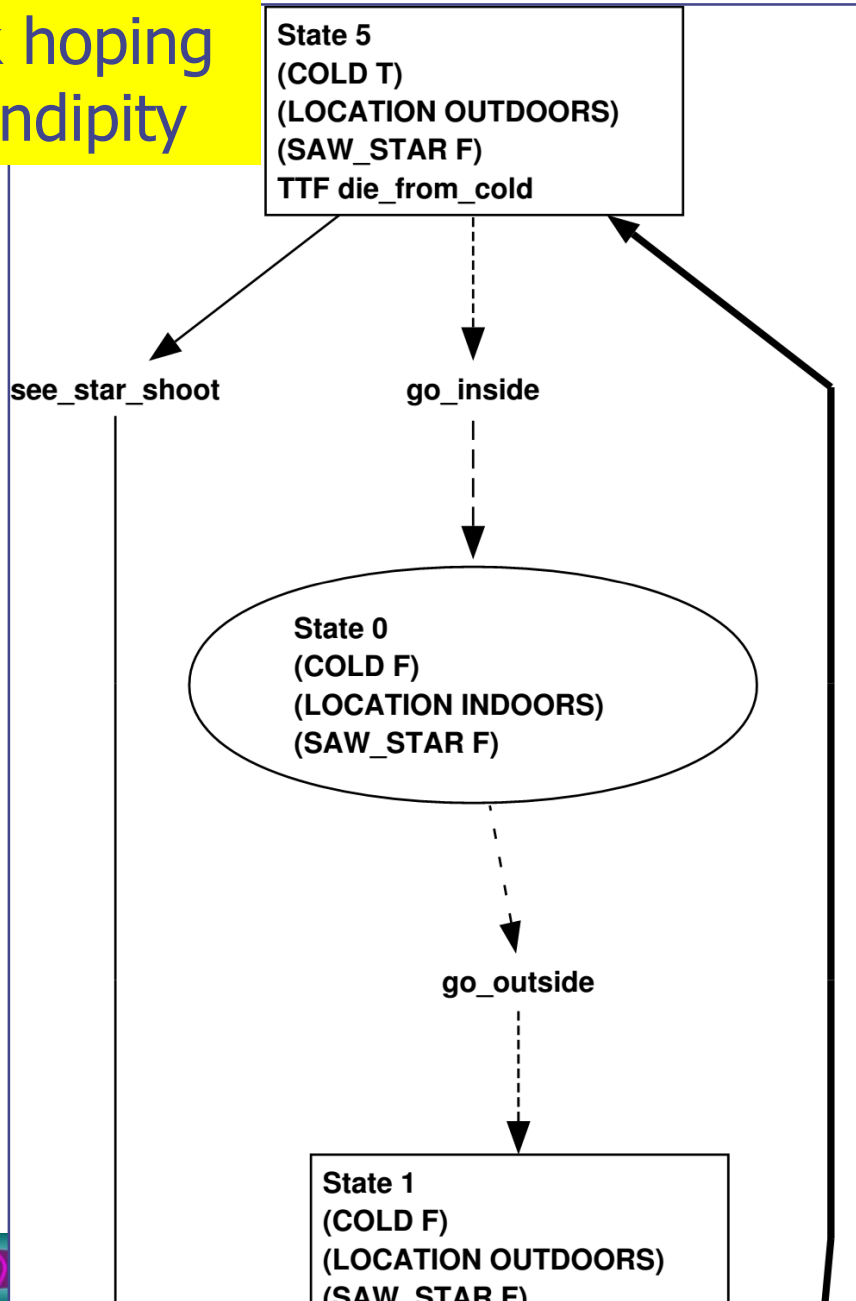 hoping
ndipity
State 5
(COLD T)
(LOCATION OUTDOORS)
(SAW_STAR F)
TTF die_from_cold
see_star_shoot
go_inside
State 0
(COLD F)
(LOCATION INDOORS)
(SAW_STAR F)
go_outside
State 1
(COLD F)
(LOCATION OUTDOORS)
(SAW_STAR F)